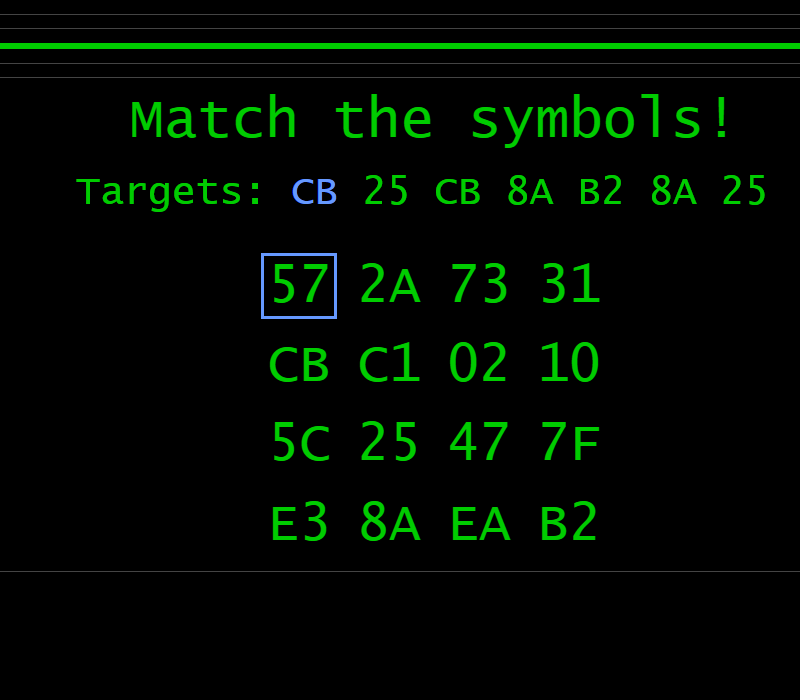 Match the symbols!
Targets: CB 25 CB 8A B2 8A 25
57 2A 73 31
CB C1 02 10
5C 25 47 7F
E3 8A EA B2